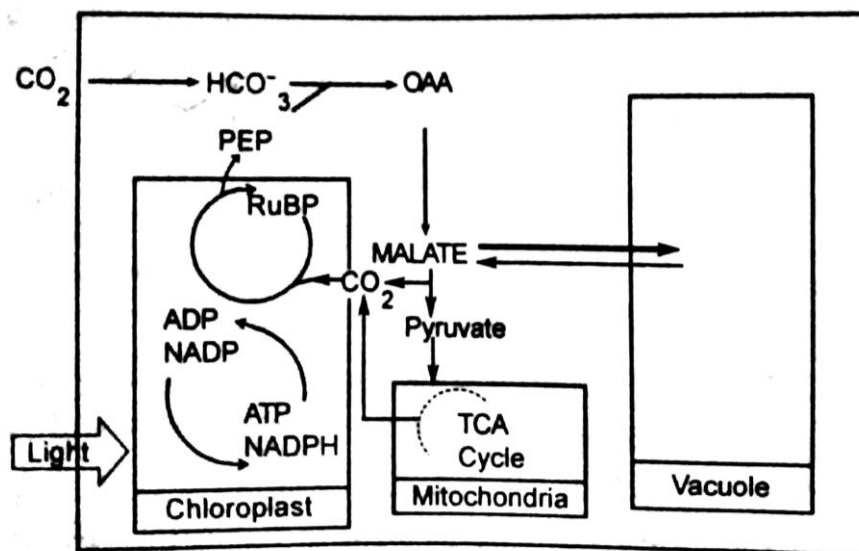 CO2 HCO-3 OAA
PEP
RuBP
MALATE
CO2
Pyruvate
ADP
NADP
ATP
NADPH
TCA
Cycle
Light
Chloroplast
Mitochondria
Vacuole